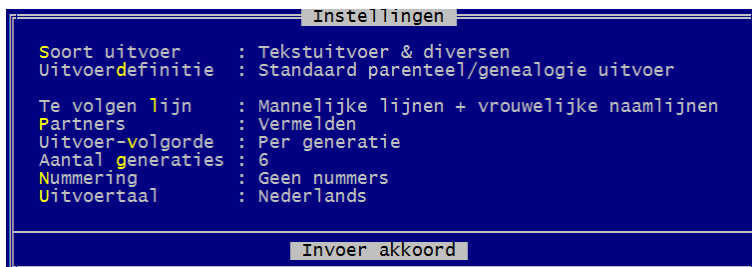 Instellingen
Soort uitvoer : Tekstuitvoer & diversen
Uitvoerdefinitie : Standaard parenteel/genealogie uitvoer
Te volgen lijn : Mannelijke lijnen + vrouwelijke naamlijnen
Partners : Vermelden
Uitvoer-volgorde : Per generatie
Aantal generaties : 6
Nummering : Geen nummers
Uitvoertaal : Nederlands
Invoer akkoord